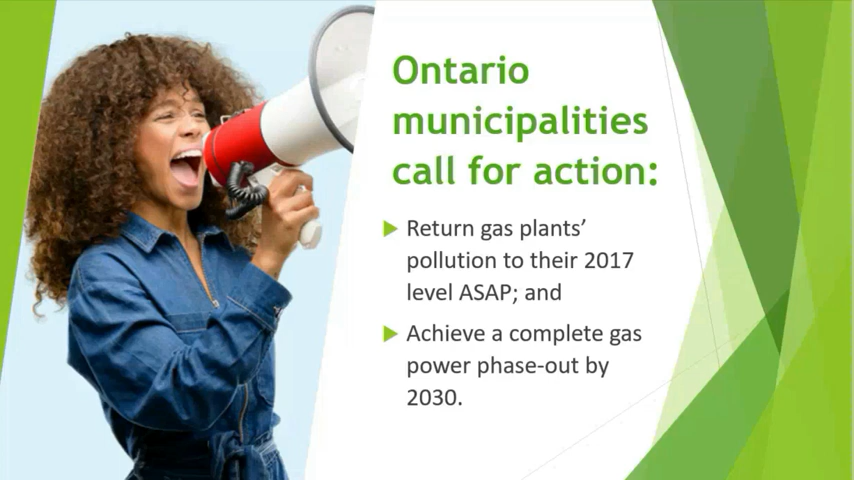 Ontario
municipalities
call for action:
Return gas plants’
pollution to their 2017
level ASAP; and
Achieve a complete gas
power phase-out by
2030.